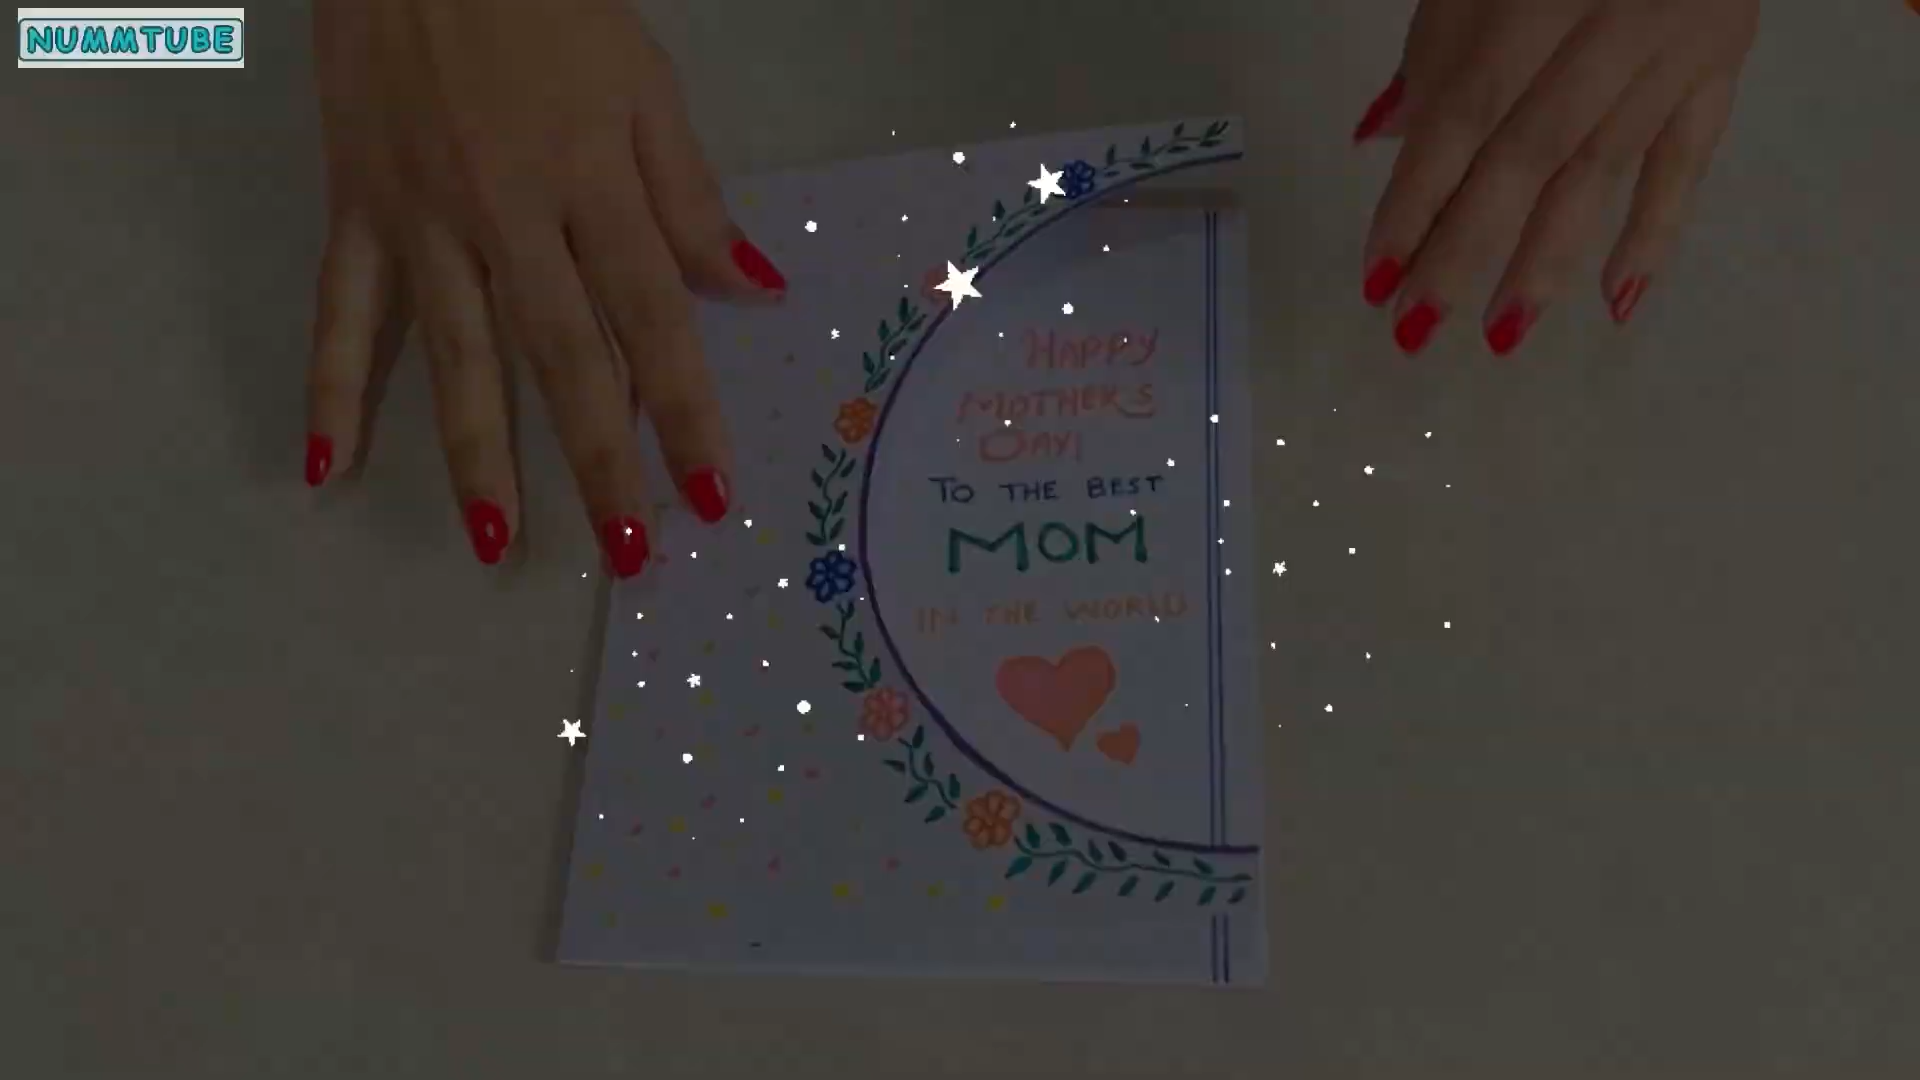 NUMMTUBE
HAPPY
MOTHER'S
DAY!
TO THE BEST
MOM
IN THE WORLD